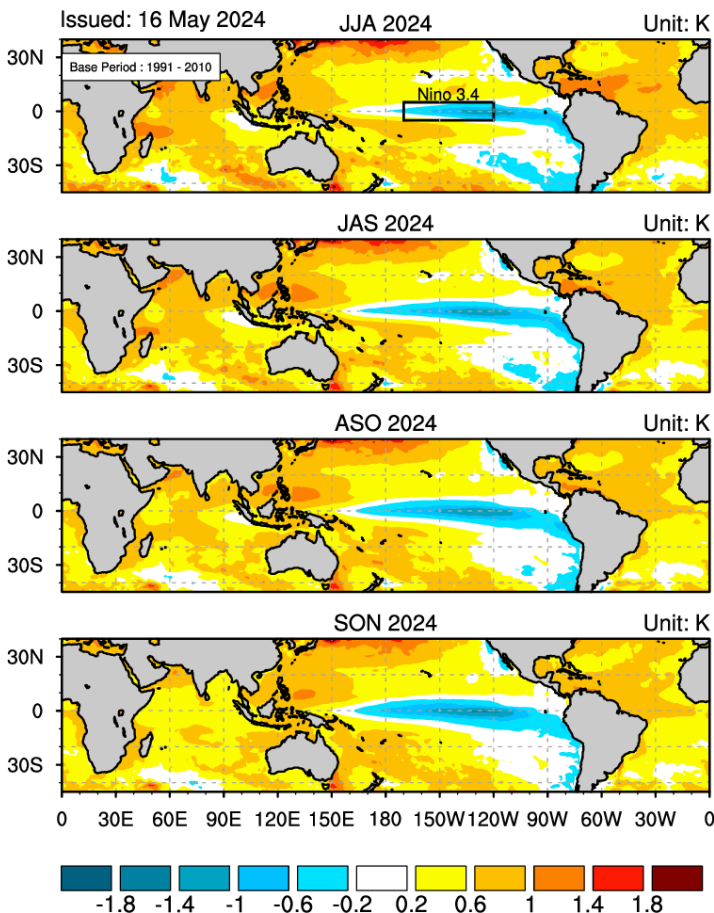 Issued: 16 May 2024 JJA 2024 Unit: K
30N
Base Period : 1991 - 2010
Nino 3.4
0
30S
JAS 2024 Unit: K
30N
0
30S
ASO 2024 Unit: K
30N
0
30S
SON 2024 Unit: K
30N
0
30S
0 30E 60E 90E 120E 150E 180 150W 120W 90W 60W 30W 0
-1.8 -1.4 -1 -0.6 -0.2 0.2 0.6 1 1.4 1.8